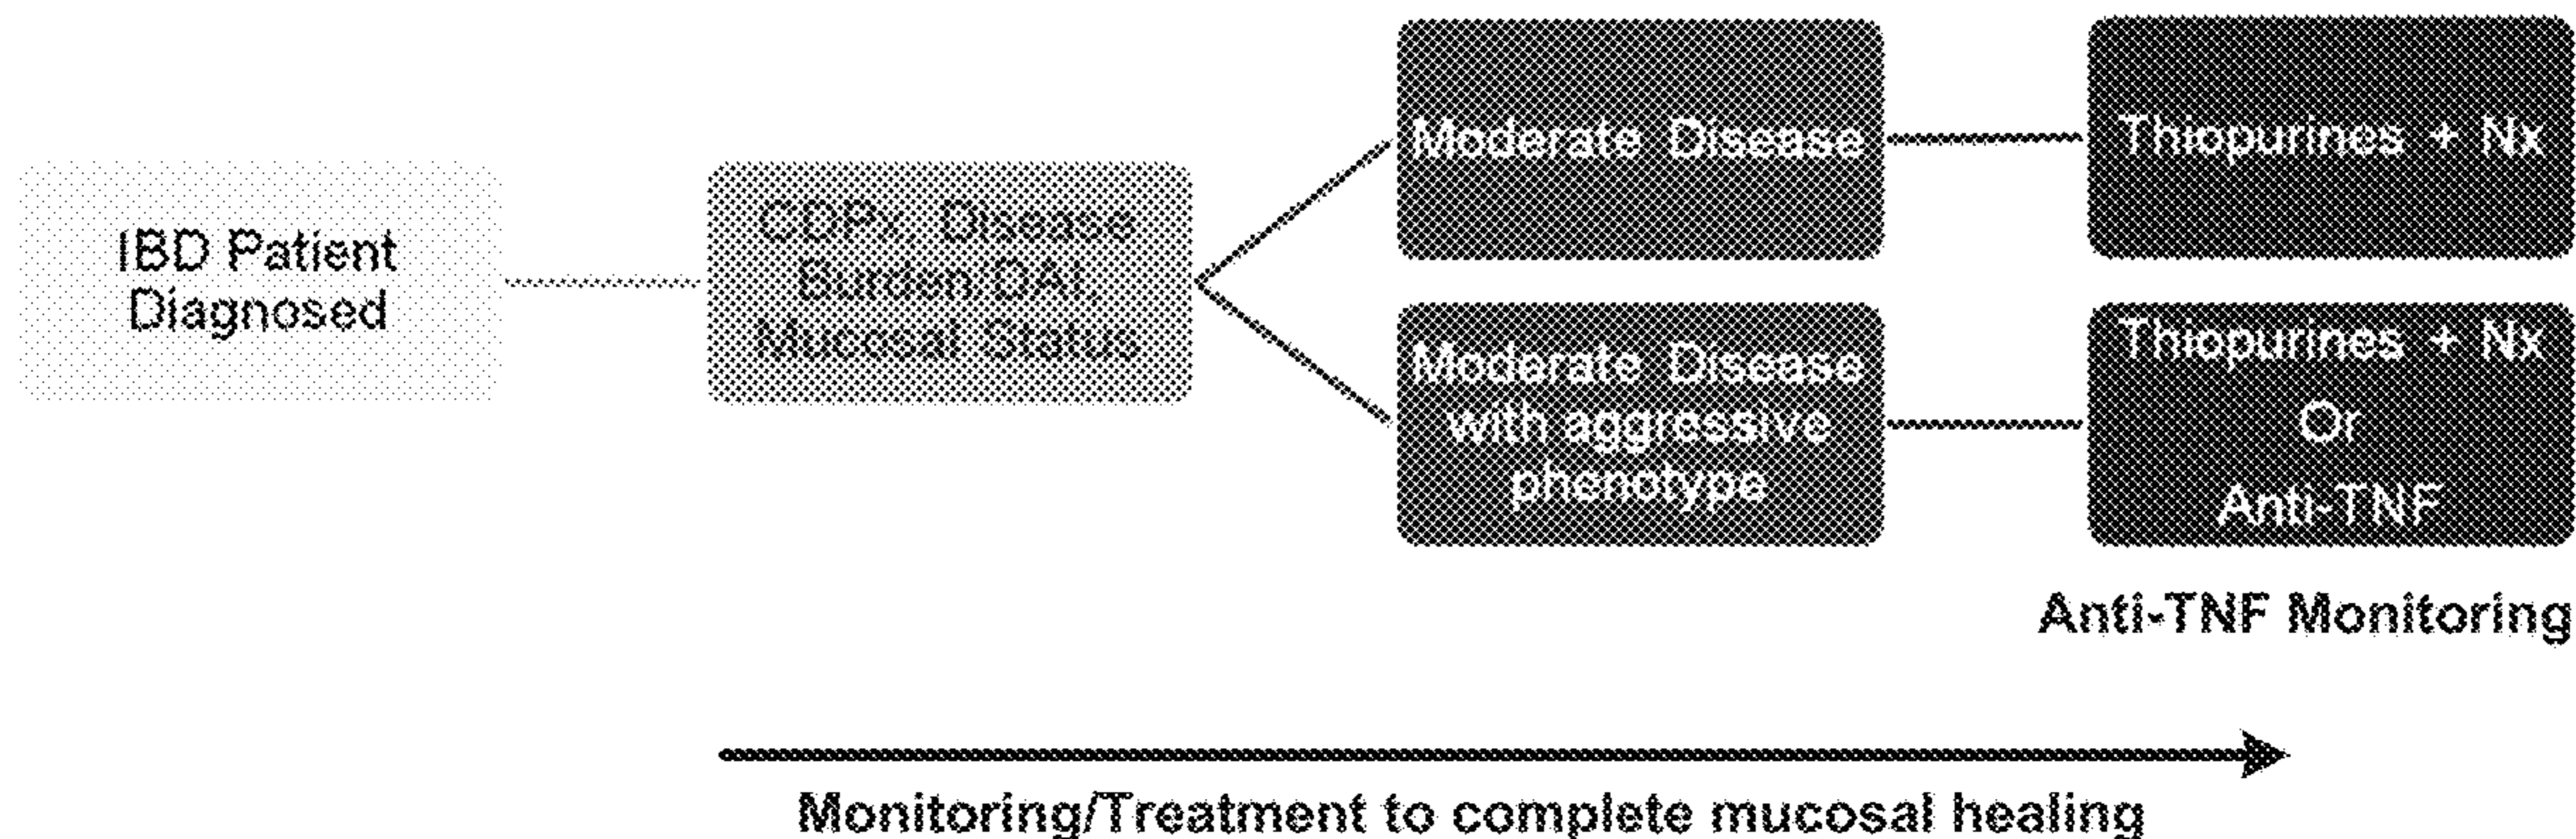 IBD Patient
Diagnosed
CDPx, Disease
Burden/DAI,
Mucosal Status
Moderate Disease
Thiopurines + Nx
Moderate Disease
with aggressive
phenotype
Thiopurines + Nx
Or
Anti-TNF
Anti-TNF Monitoring
Monitoring/Treatment to complete mucosal healing